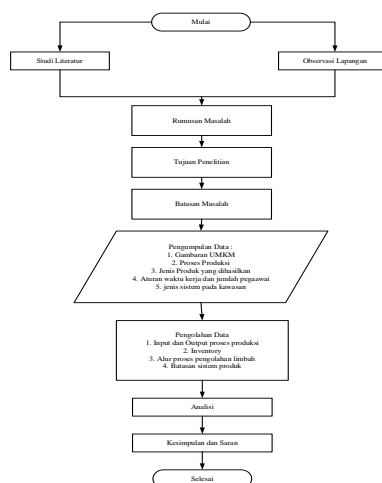 Mulai
Studi Literatur
Observasi Lapangan
Rumusan Masalah
Tujuan Penelitian
Batasan Masalah
Pengumpulan Data :
1. Gambaran UMKM
2. Proses Produksi
3. Jenis Produk yang dihasilkan
4. Aturan waktu kerja dan jumlah pegaawai
5. jenis sistem pada kawasan
Pengolahan Data
1. Input dan Output proses produksi
2. Inventory
3. Alur proses pengolahan limbah
4. Batasan sistem produk
Analisi
Kesimpulan dan Saran
Selesai